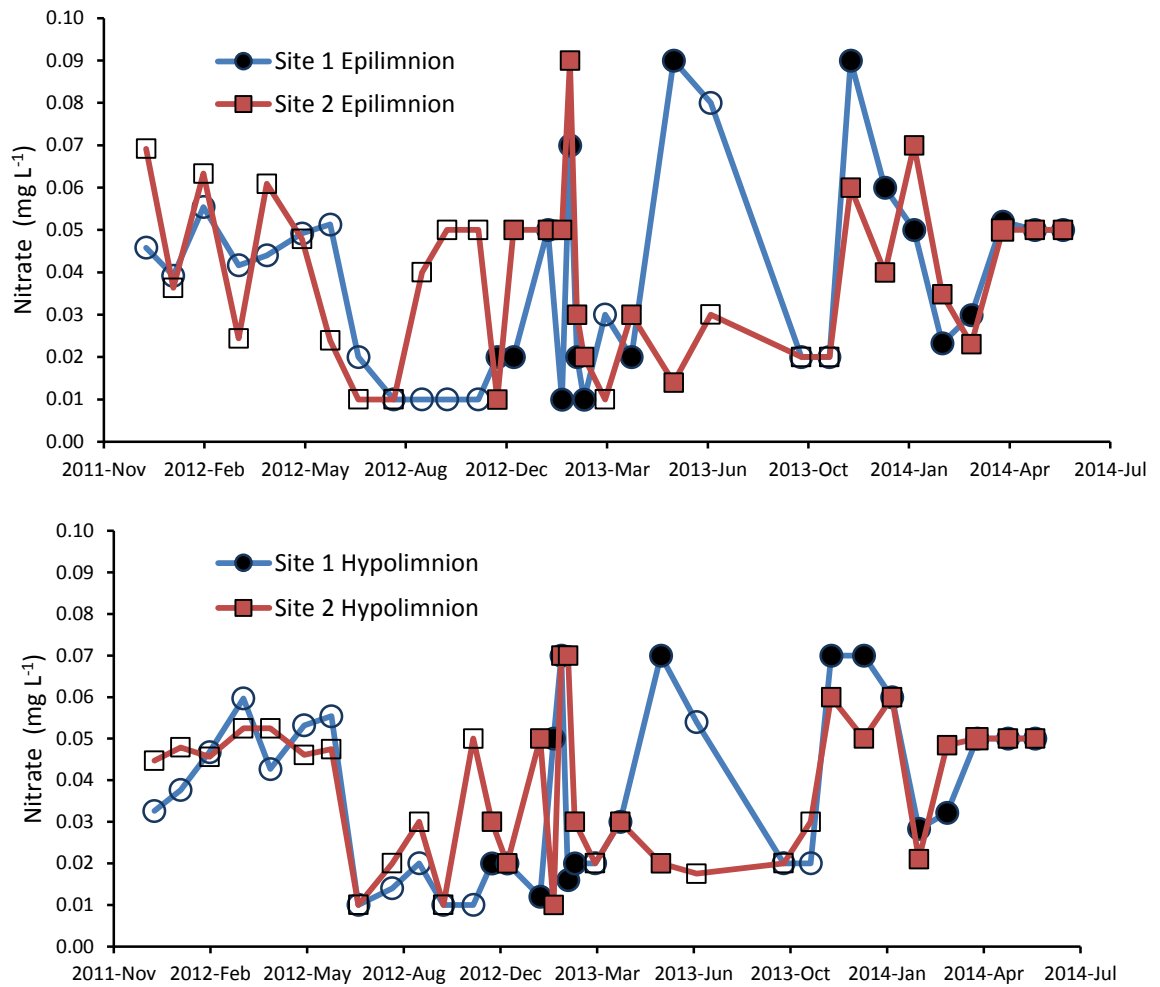 0.10
0.09
0.08
0.07
0.06
0.05
0.04
0.03
0.02
0.01
0.00
Nitrate (mg L-1)
Site 1 Epilimnion
Site 2 Epilimnion
2011-Nov 2012-Feb 2012-May 2012-Aug 2012-Dec 2013-Mar 2013-Jun 2013-Oct 2014-Jan 2014-Apr 2014-Jul
0.10
0.09
0.08
0.07
0.06
0.05
0.04
0.03
0.02
0.01
0.00
Nitrate (mg L-1)
Site 1 Hypolimnion
Site 2 Hypolimnion
2011-Nov 2012-Feb 2012-May 2012-Aug 2012-Dec 2013-Mar 2013-Jun 2013-Oct 2014-Jan 2014-Apr 2014-Jul